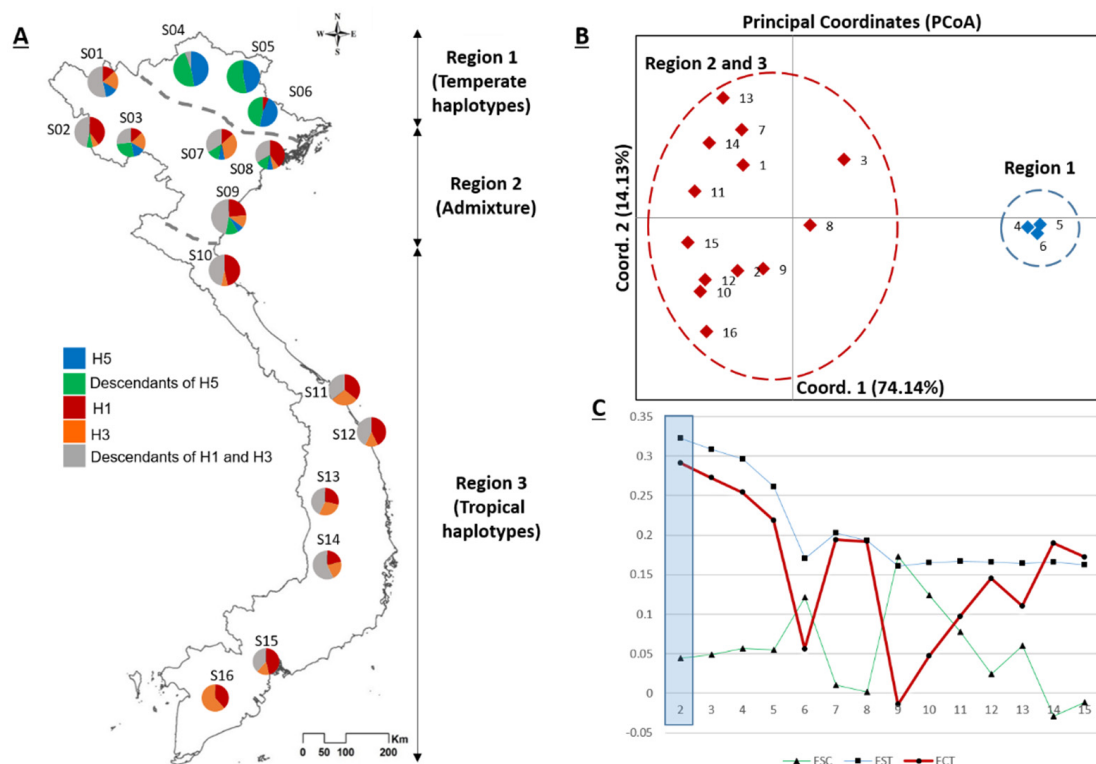 A
N
W E
S
S01
S04
S05
S06
S02
S03
S07
S08
S09
S10
S11
S12
S13
S14
S15
S16
H5
Descendants of H5
H1
H3
Descendants of H1 and H3
Km
0 50 100 200
Region 1
(Temperate
haplotypes)
Region 2
(Admixture)
Region 3
(Tropical
haplotypes)
B
Principal Coordinates (PCoA)
Region 2 and 3
Region 1
13
7
14
1
3
11
8
15
2
9
12
10
16
4
5
6
Coord. 2 (14.13%)
Coord. 1 (74.14%)
C
0.35
0.3
0.25
0.2
0.15
0.1
0.05
0
-0.05
2 3 4 5 6 7 8 9 10 11 12 13 14 15
FSC FST FCT